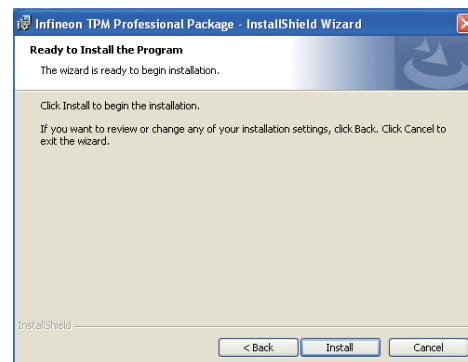 Infineon TPM Professional Package - InstallShield Wizard
Ready to Install the Program
The wizard is ready to begin installation.
Click Install to begin the installation.
If you want to review or change any of your installation settings, click Back. Click Cancel to
exit the wizard.
InstallShield
< Back Install Cancel